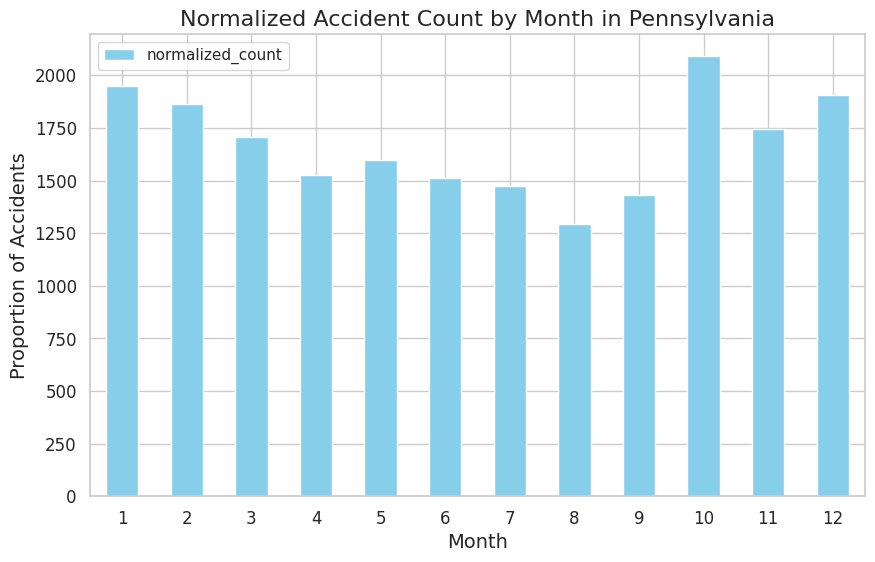 Normalized Accident Count by Month in Pennsylvania
normalized_count
2000
1750
1500
1250
1000
750
500
250
0
Proportion of Accidents
1 2 3 4 5 6 7 8 9 10 11 12
Month